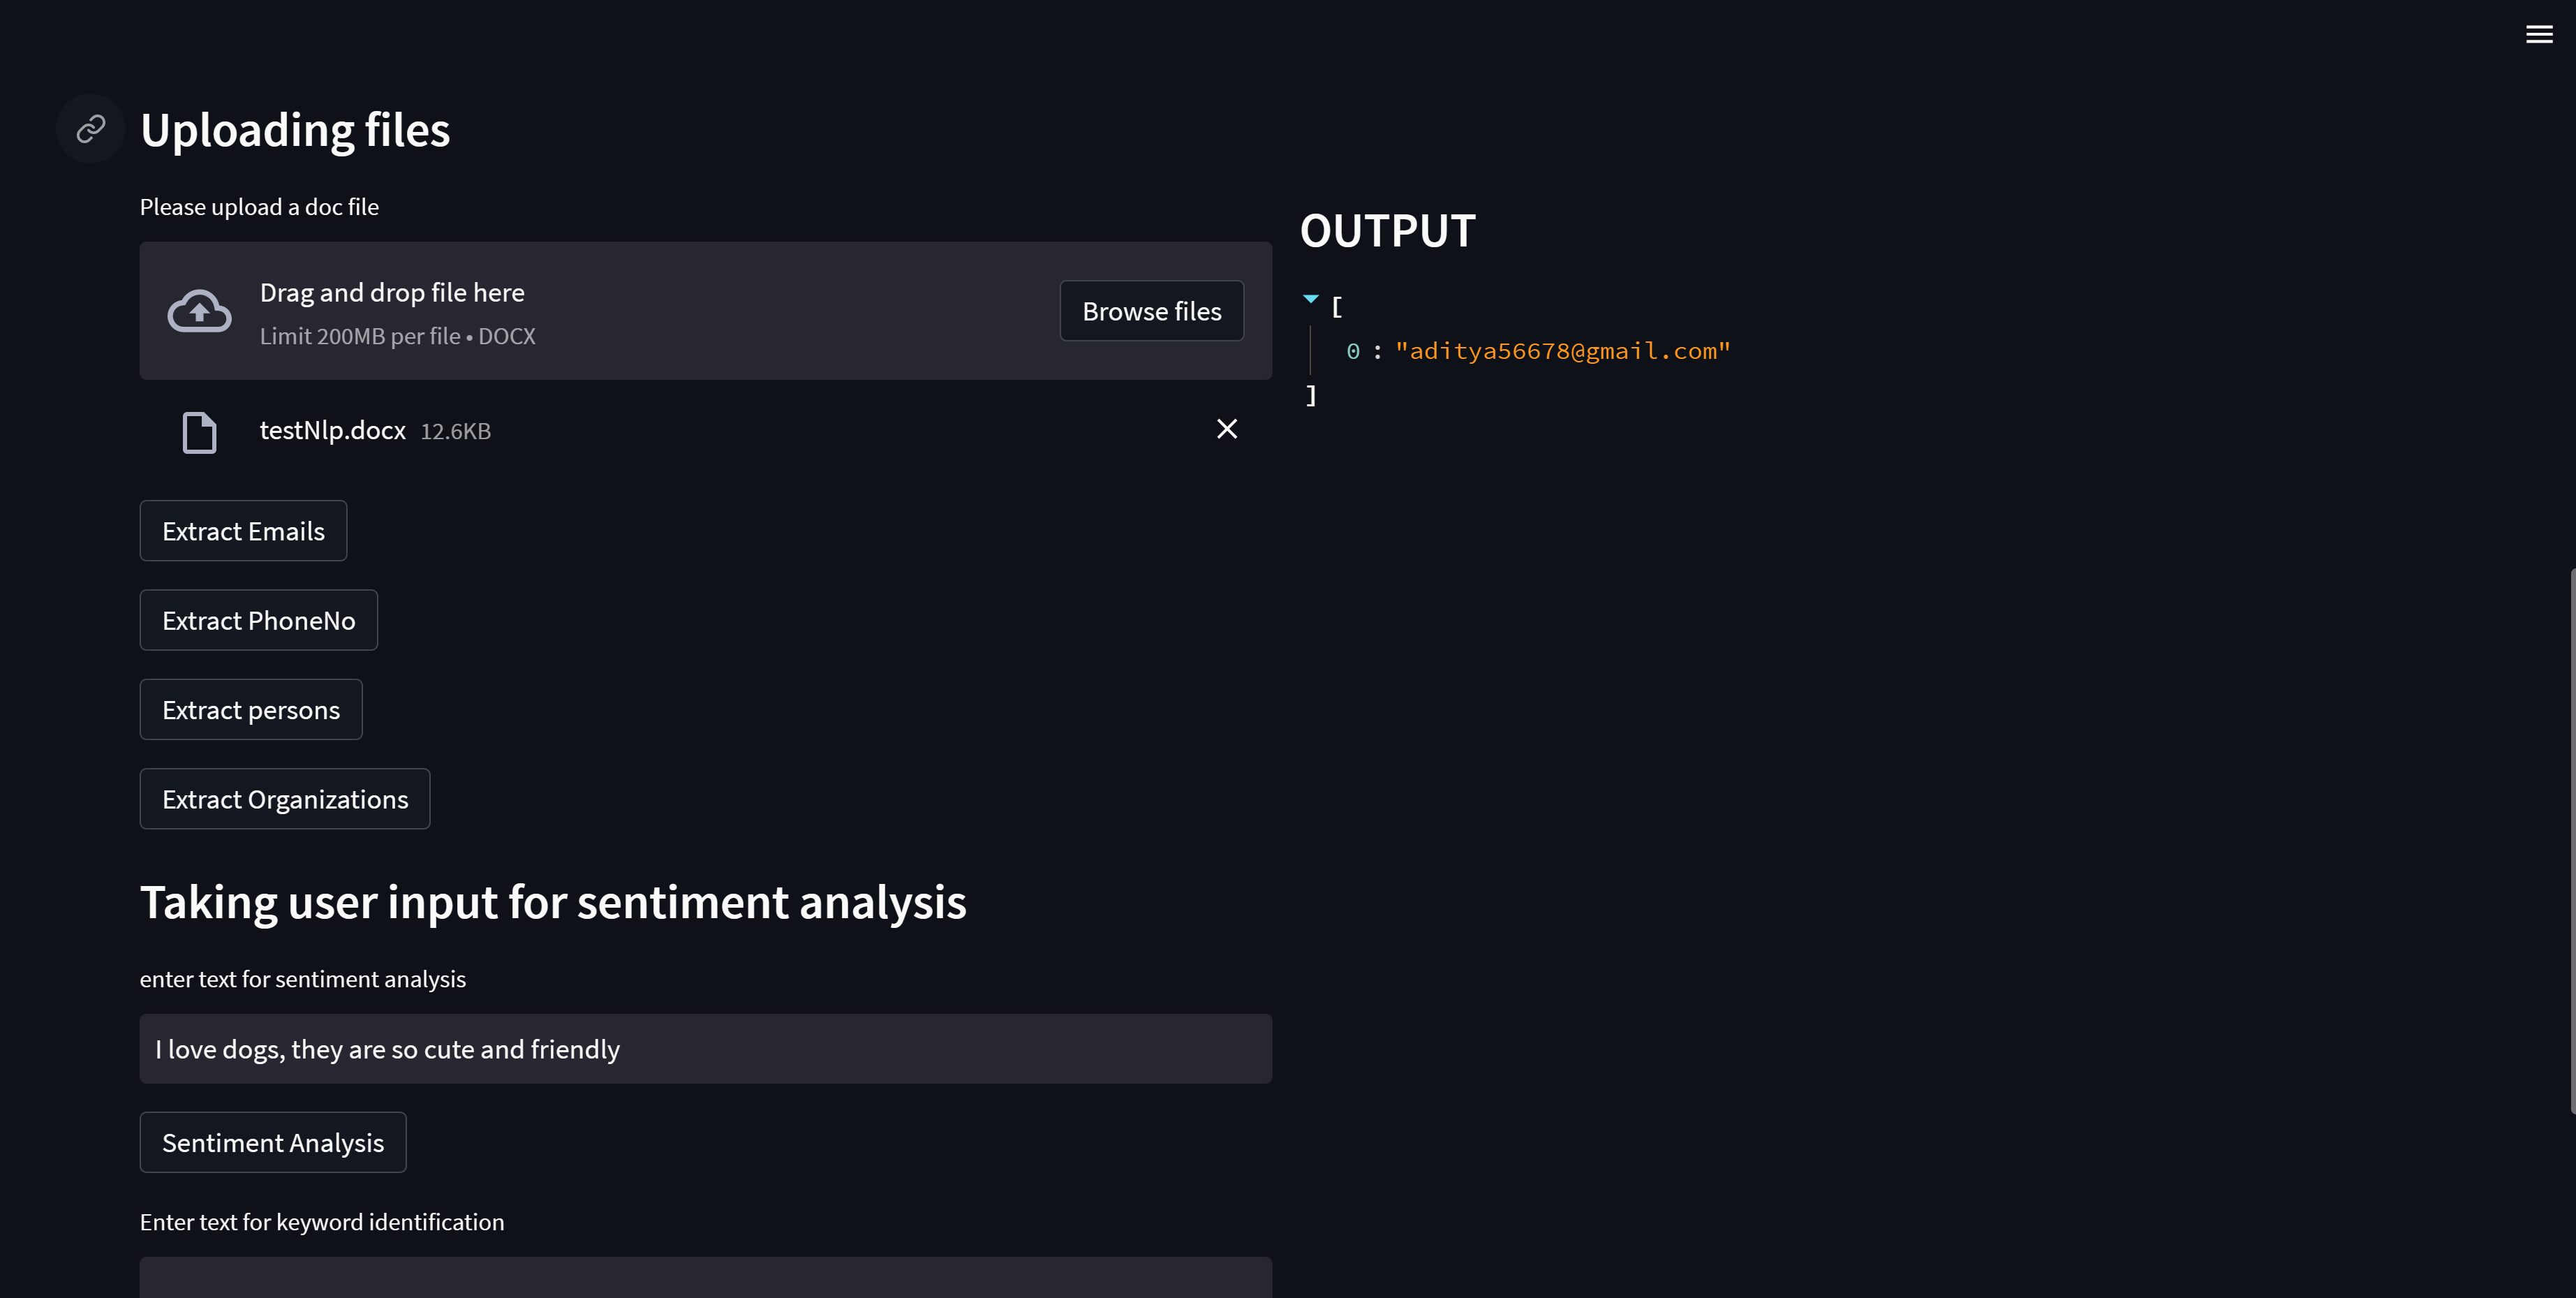 Uploading files
Please upload a doc file
Drag and drop file here
Limit 200MB per file • DOCX
Browse files
testNlp.docx 12.6KB
Extract Emails
Extract PhoneNo
Extract persons
Extract Organizations
Taking user input for sentiment analysis
enter text for sentiment analysis
I love dogs, they are so cute and friendly
Sentiment Analysis
Enter text for keyword identification
OUTPUT
[
0 : "aditya56678@gmail.com"
]